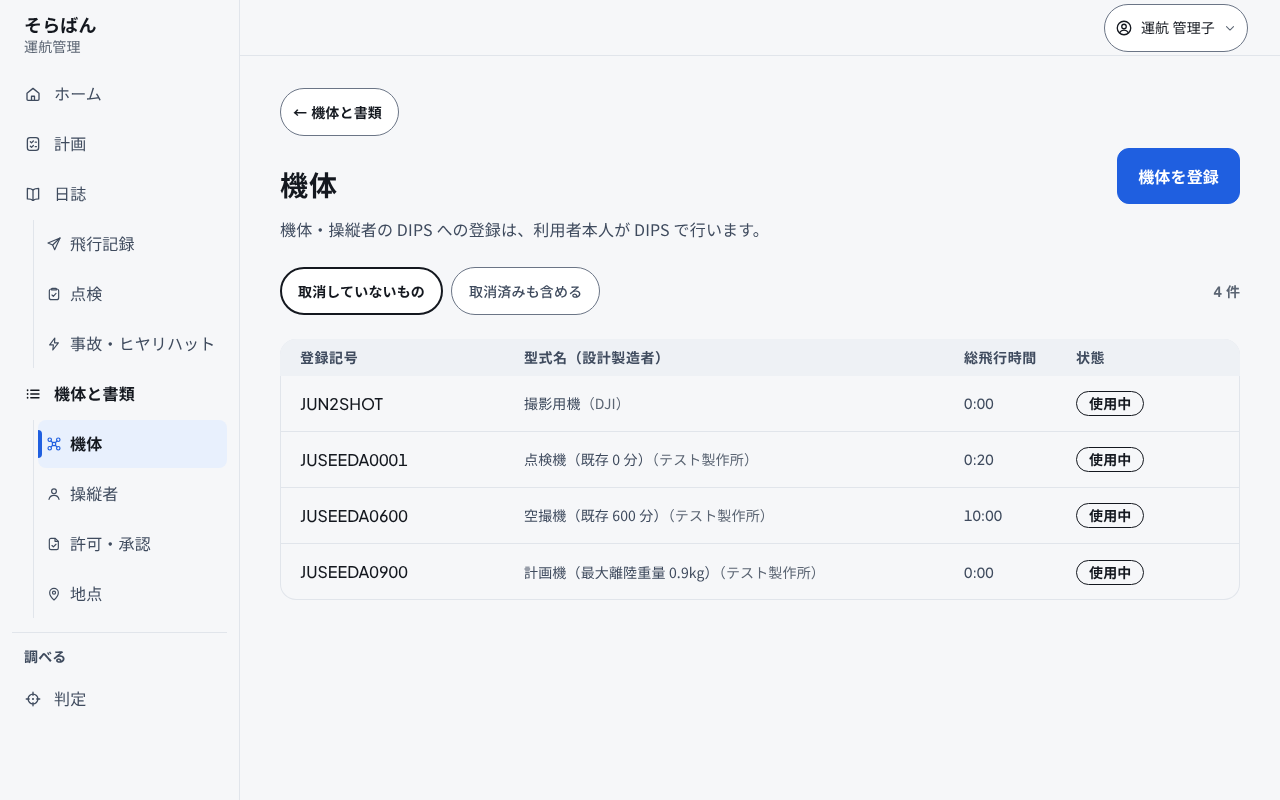 そらばん
運航管理
運航 管理子
ホーム
計画
日誌
飛行記録
点検
事故・ヒヤリハット
機体と書類
機体
操縦者
許可・承認
地点
調べる
判定
← 機体と書類
機体
機体を登録
機体・操縦者の DIPS への登録は、利用者本人が DIPS で行います。
取消していないもの 取消済みも含める 4 件
登録記号 型式名（設計製造者） 総飛行時間 状態
JUN2SHOT 撮影用機（DJI） 0:00 使用中
JUSEEDA0001 点検機（既存 0 分）（テスト製作所） 0:20 使用中
JUSEEDA0600 空撮機（既存 600 分）（テスト製作所） 10:00 使用中
JUSEEDA0900 計画機（最大離陸重量 0.9kg）（テスト製作所） 0:00 使用中